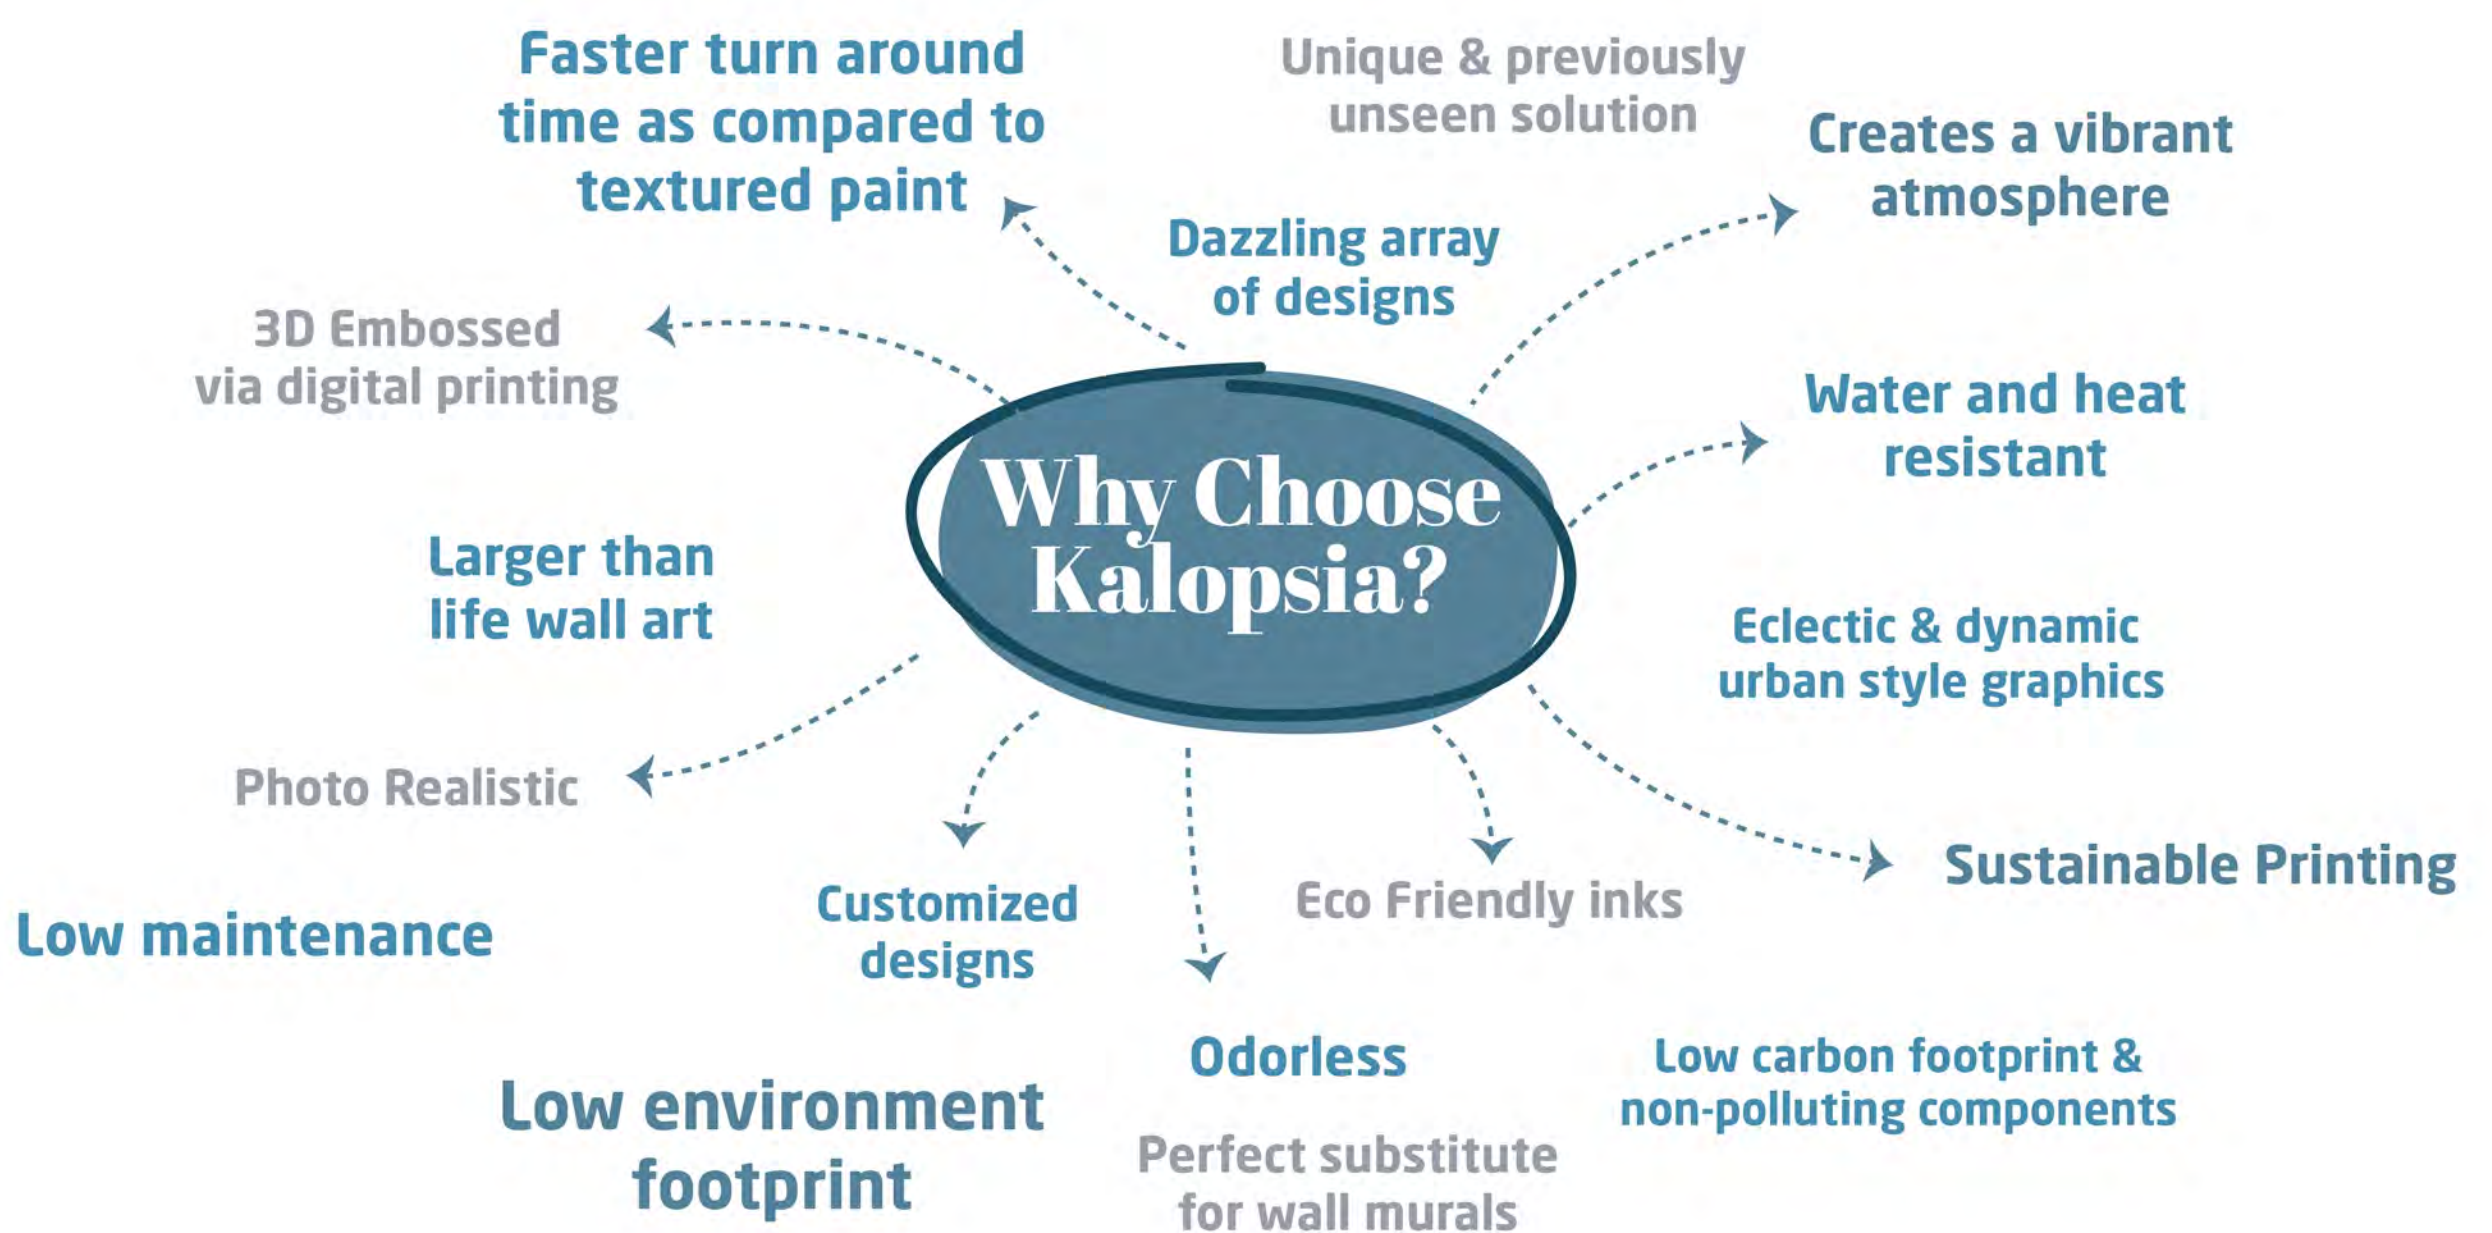 Faster turn around
time as compared to
textured paint
Unique & previously
unseen solution
Creates a vibrant
atmosphere
Dazzling array
of designs
3D Embossed
via digital printing
Water and heat
resistant
Why Choose
Kalopsia?
Larger than
life wall art
Eclectic & dynamic
urban style graphics
Photo Realistic
Sustainable Printing
Low maintenance
Customized
designs
Eco Friendly inks
Odorless
Low carbon footprint &
non-polluting components
Low environment
footprint
Perfect substitute
for wall murals